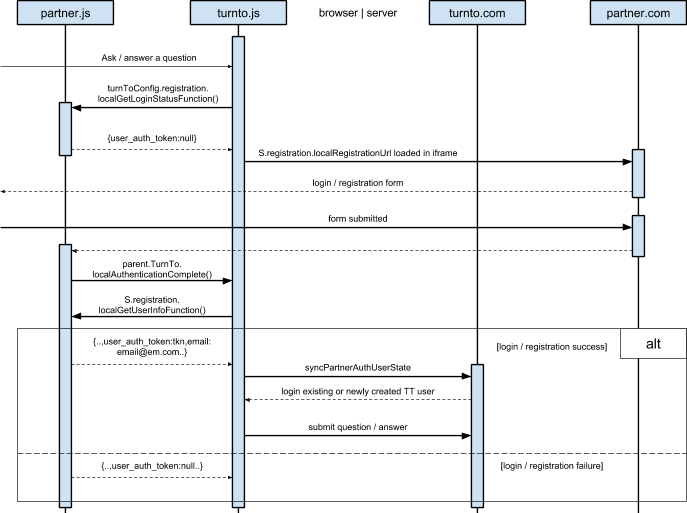 partner.js
turnto.js
browser | server
turnto.com
partner.com
Ask / answer a question
turnToConfig.registration.
localGetLoginStatusFunction()
{user_auth_token:null}
S.registration.localRegistrationUrl loaded in iframe
login / registration form
form submitted
parent.TurnTo.
localAuthenticationComplete()
S.registration.
localGetUserInfoFunction()
{..,user_auth_token:tkn,email:
email@em.com..}
[login / registration success]
alt
syncPartnerAuthUserState
login existing or newly created TT user
submit question / answer
{..,user_auth_token:null..}
[login / registration failure]